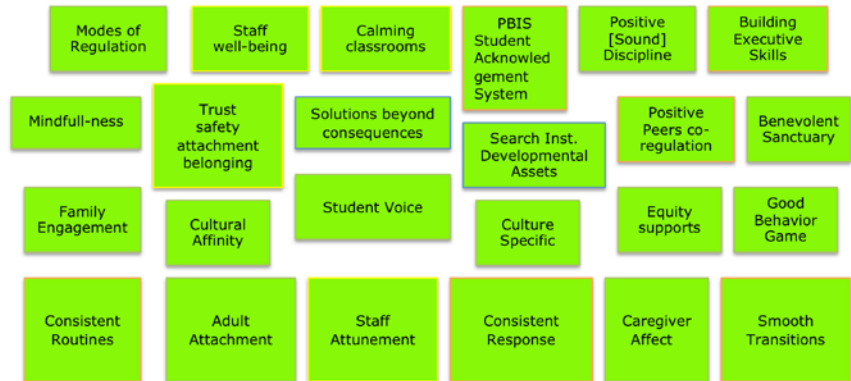 Modes of
Regulation
Staff
well-being
Calming
classrooms
PBIS
Student
Acknowled
gement
System
Positive
[Sound]
Discipline
Building
Executive
Skills
Mindfull-ness
Trust
safety
attachment
belonging
Solutions beyond
consequences
Search Inst.
Developmental
Assets
Positive
Peers co-
regulation
Benevolent
Sanctuary
Family
Engagement
Cultural
Affinity
Student Voice
Culture
Specific
Equity
supports
Good
Behavior
Game
Consistent
Routines
Adult
Attachment
Staff
Attunement
Consistent
Response
Caregiver
Affect
Smooth
Transitions